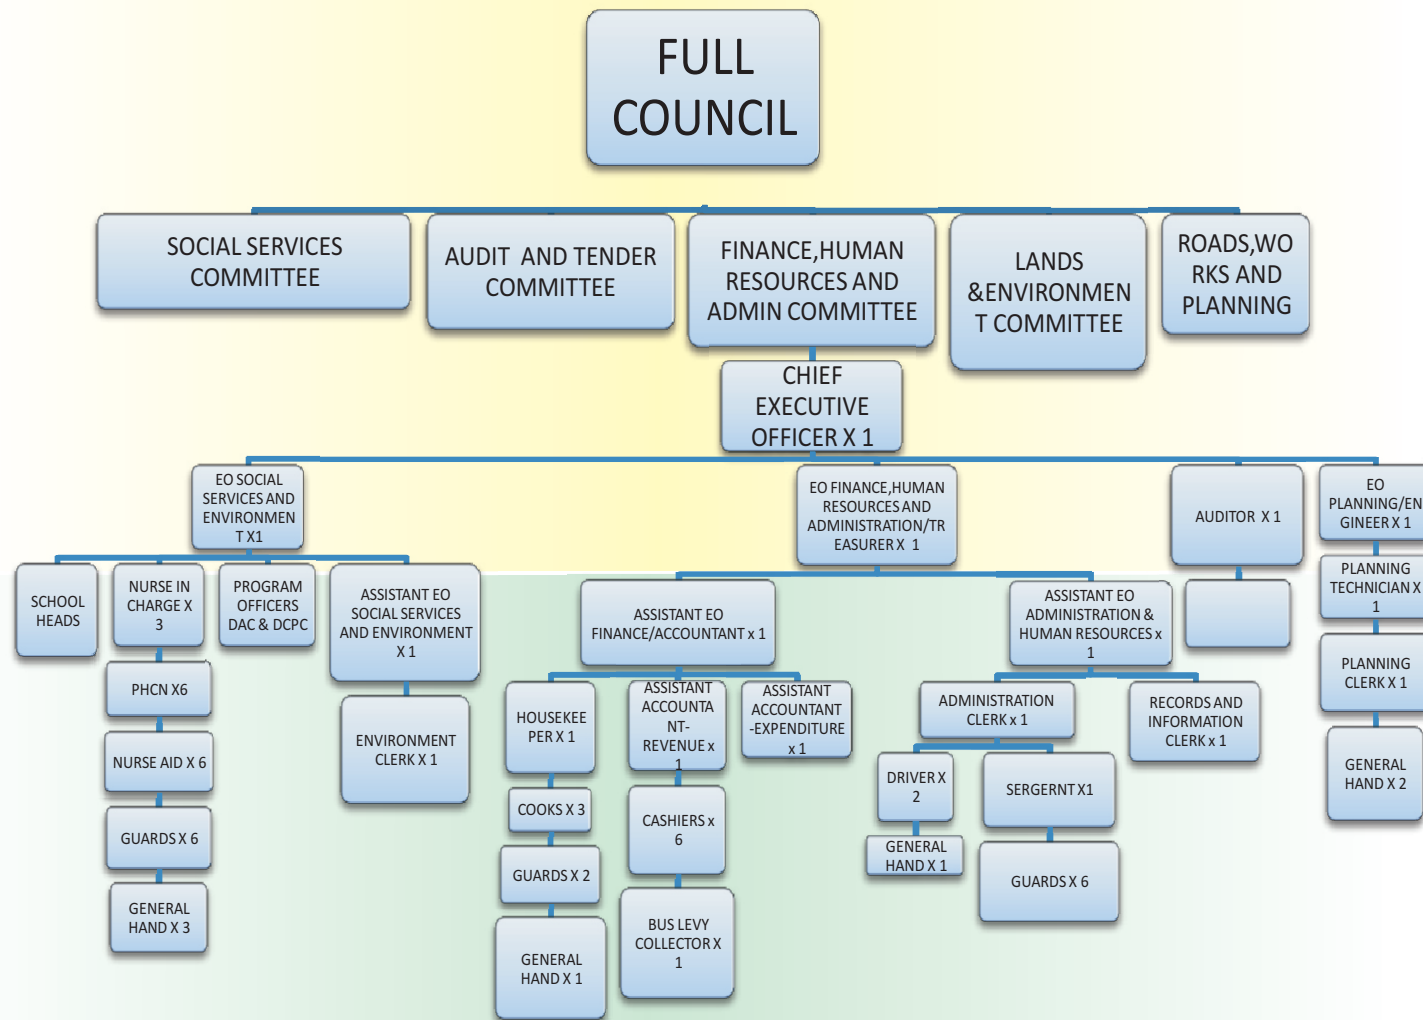 FULL
COUNCIL
SOCIAL SERVICES
COMMITTEE
AUDIT AND TENDER
COMMITTEE
FINANCE,HUMAN
RESOURCES AND
ADMIN COMMITTEE
LANDS
&ENVIRONMEN
T COMMITTEE
ROADS,WO
RKS AND
PLANNING
CHIEF
EXECUTIVE
OFFICER X 1
EO SOCIAL
SERVICES AND
ENVIRONMEN
T X1
EO FINANCE,HUMAN
RESOURCES AND
ADMINISTRATION/TR
EASURER X 1
AUDITOR X 1
EO
PLANNING/EN
GINEER X 1
SCHOOL
HEADS
NURSE IN
CHARGE X
3
PROGRAM
OFFICERS
DAC & DCPC
ASSISTANT EO
SOCIAL SERVICES
AND ENVIRONMENT
X 1
ASSISTANT EO
FINANCE/ACCOUNTANT x 1
ASSISTANT EO
ADMINISTRATION &
HUMAN RESOURCES x
1
PLANNING
TECHNICIAN X
1
PHCN X6
NURSE AID X 6
GUARDS X 6
GENERAL
HAND X 3
ENVIRONMENT
CLERK X 1
HOUSEKEE
PER X 1
COOKS X 3
GUARDS X 2
GENERAL
HAND X 1
ASSISTANT
ACCOUNTA
NT-
REVENUE x
1
CASHIERS x
6
BUS LEVY
COLLECTOR X
1
ASSISTANT
ACCOUNTANT
-EXPENDITURE
x 1
ADMINISTRATION
CLERK x 1
DRIVER X
2
GENERAL
HAND X 1
SERGERNT X1
GUARDS X 6
RECORDS AND
INFORMATION
CLERK x 1
PLANNING
CLERK X 1
GENERAL
HAND X 2